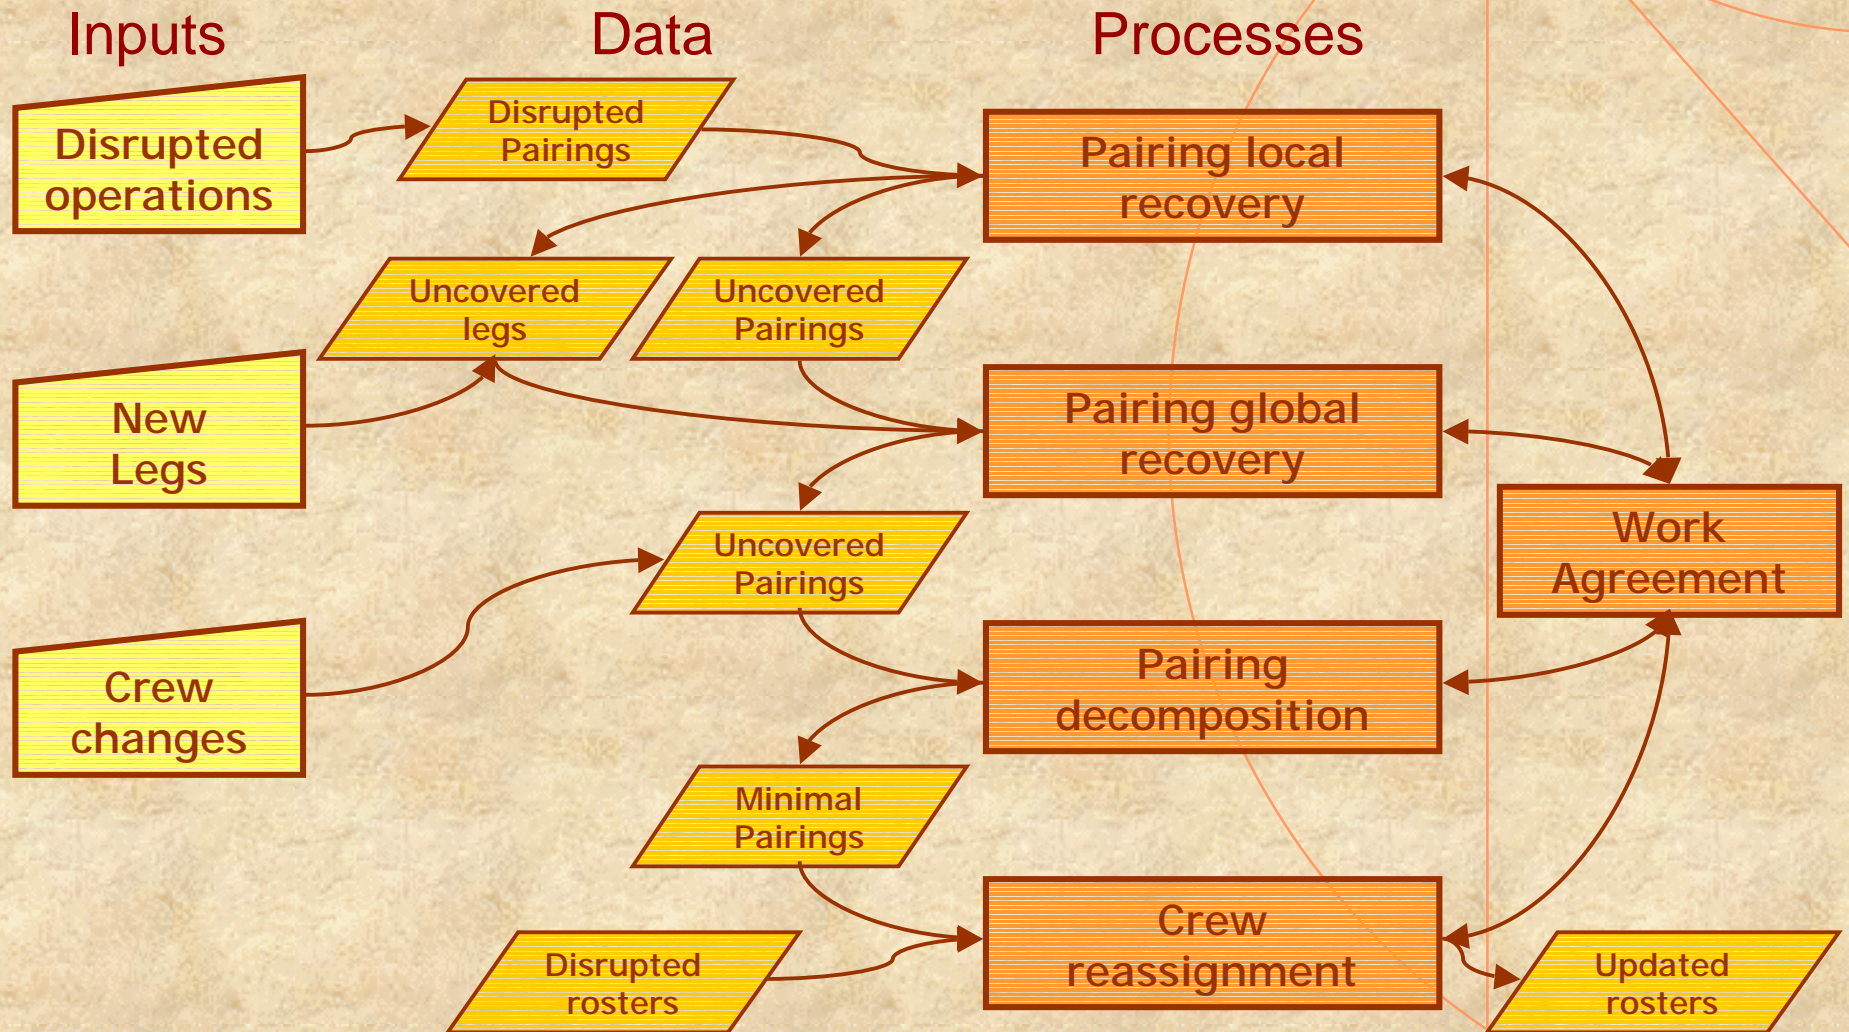 Inputs
Data
Processes
Disrupted
operations
Disrupted
Pairings
Pairing local
recovery
Uncovered
legs
Uncovered
Pairings
New
Legs
Pairing global
recovery
Uncovered
Pairings
Work
Agreement
Crew
changes
Pairing
decomposition
Minimal
Pairings
Crew
reassignment
Disrupted
rosters
Updated
rosters